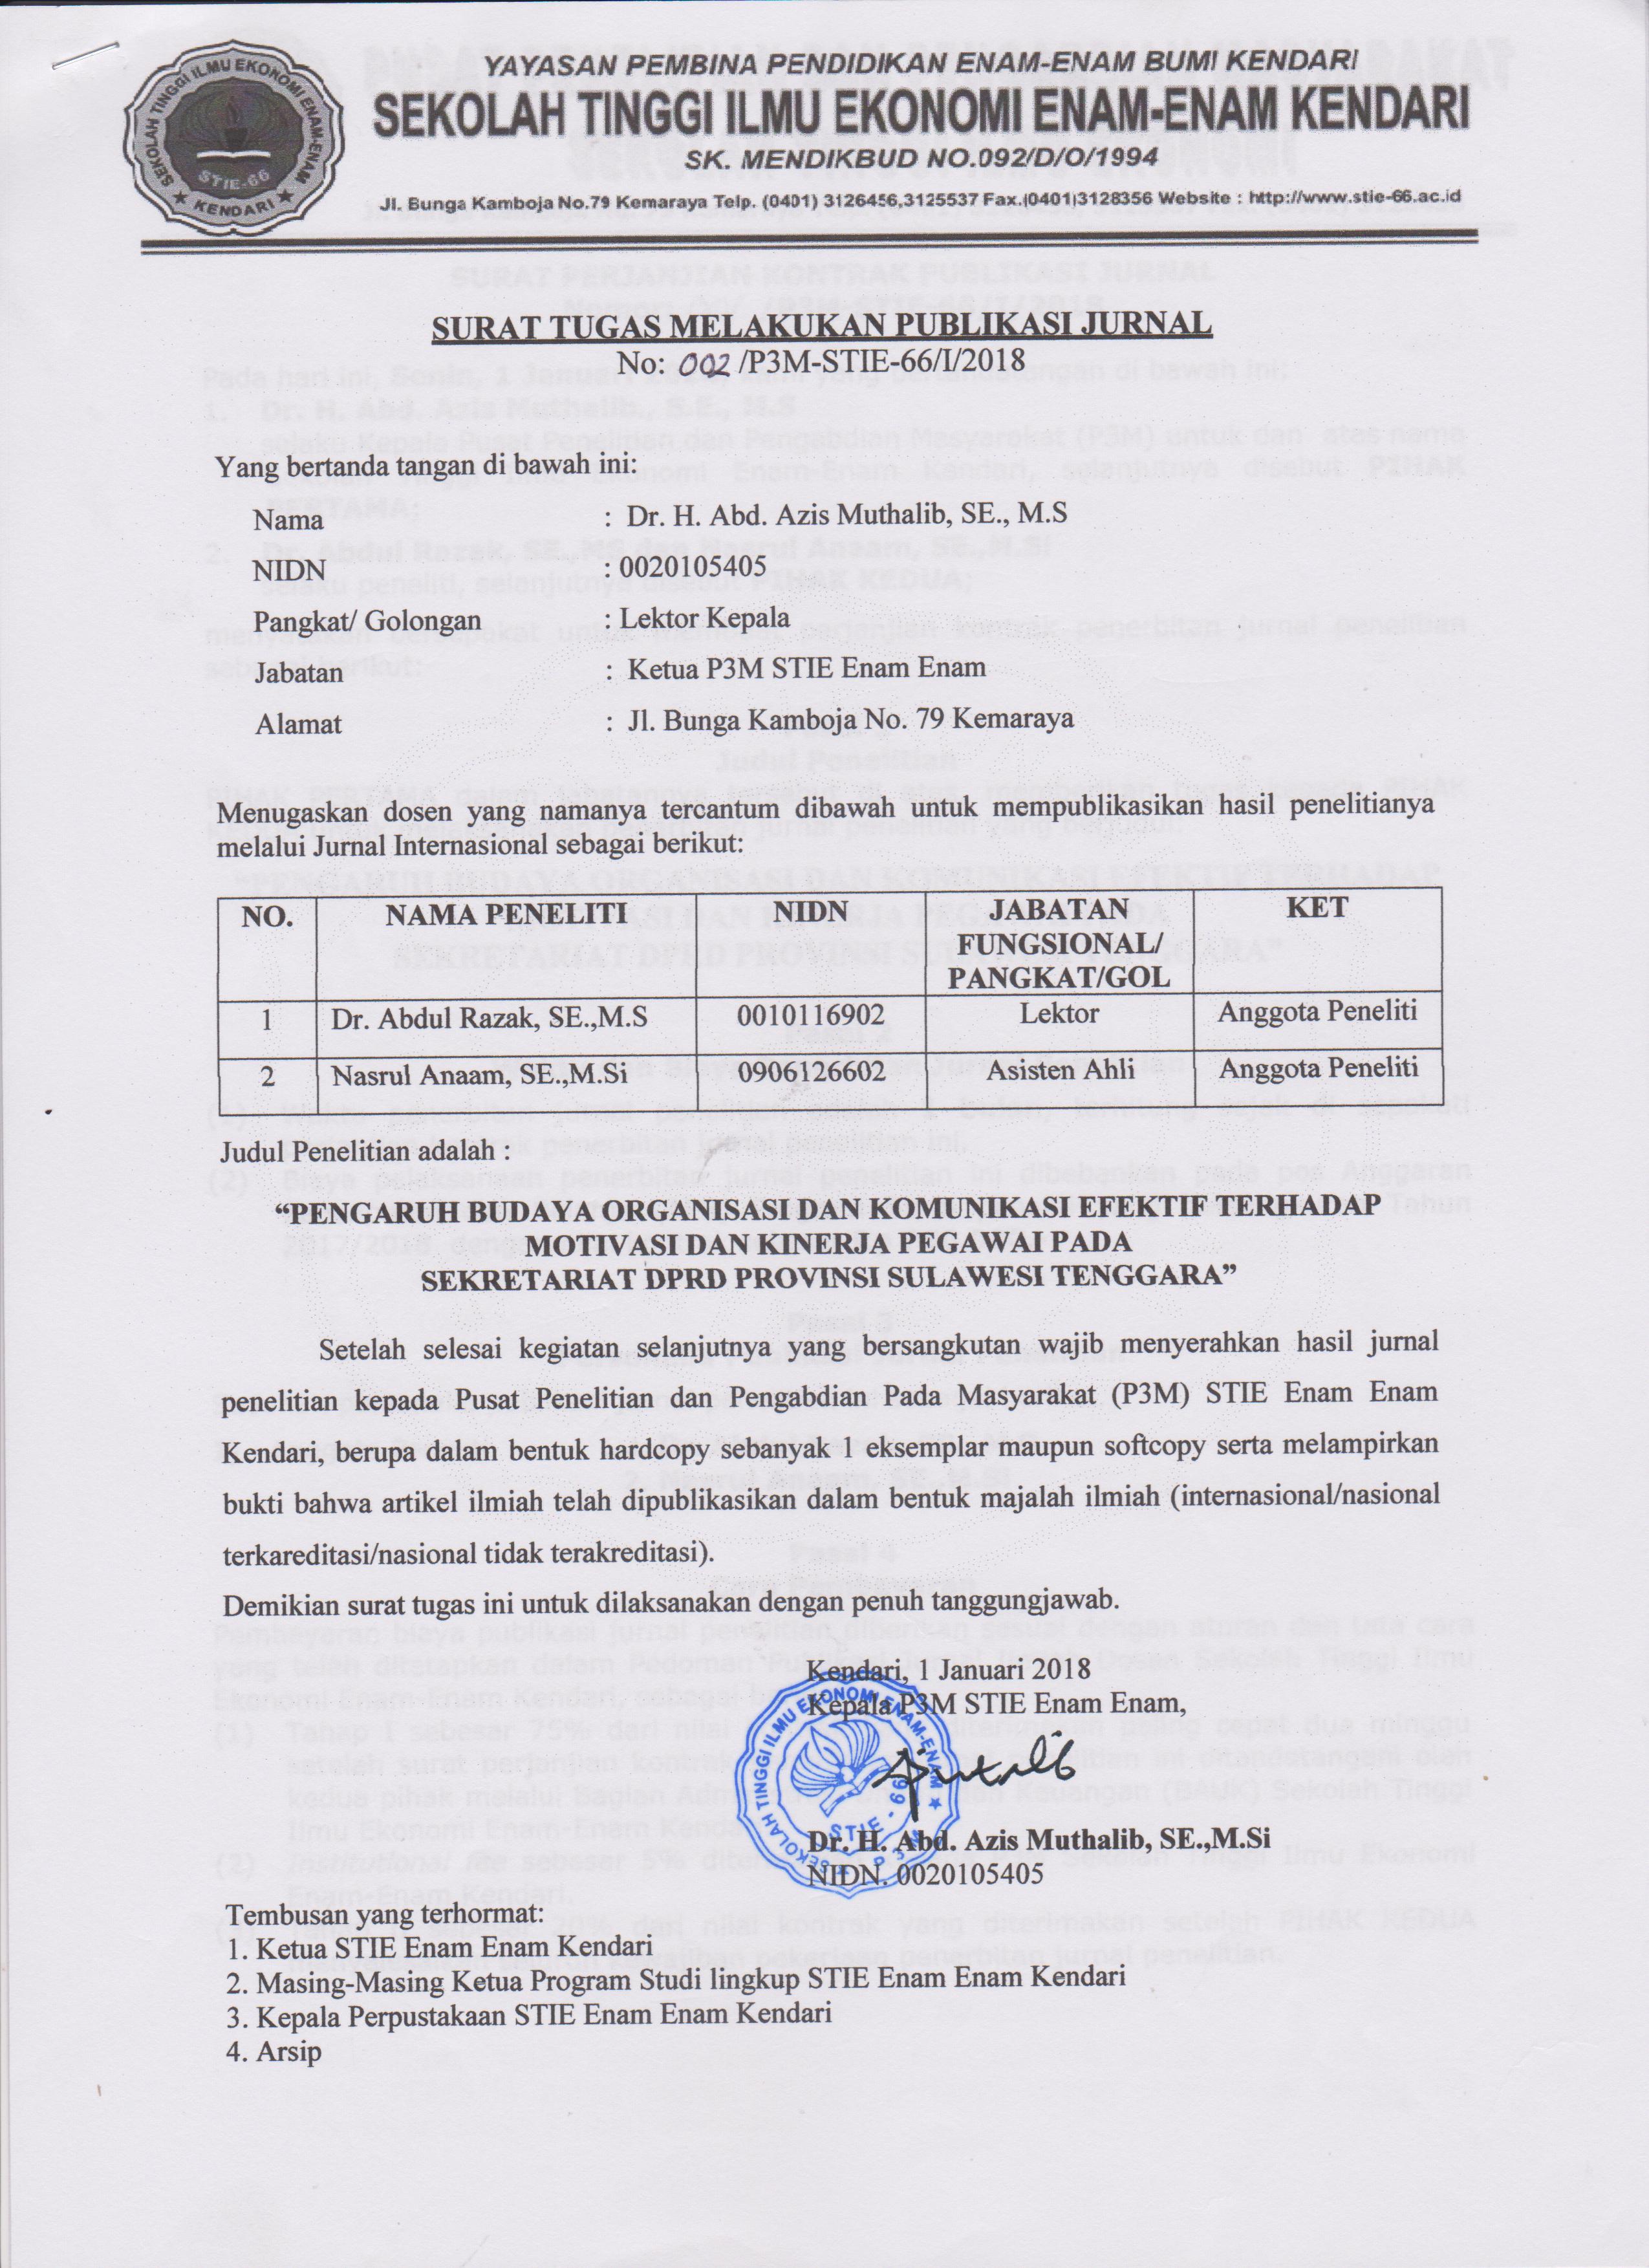 YAYASAN PEMBINA PENDIDIKAN ENAM-ENAM BUMI KENDARI
SEKOLAH TINGGI ILMU EKONOMI ENAM-ENAM KENDARI
SK. MENDIKBUD NO.092/D/O/1994
Jl. Bunga Kamboja No.79 Kemaraya Telp. (0401) 3126456,3125537 Fax.(0401)3128356 Website : http://www.stie-66.ac.id
SEKOLAH TINGGI ILMU EKONOMI ENAM-ENAM
STIE-66
★ KENDARI ★
SURAT TUGAS MELAKUKAN PUBLIKASI JURNAL
No: 002 /P3M-STIE-66/I/2018
Yang bertanda tangan di bawah ini:
Nama : Dr. H. Abd. Azis Muthalib, SE., M.S
NIDN : 0020105405
Pangkat/ Golongan : Lektor Kepala
Jabatan : Ketua P3M STIE Enam Enam
Alamat : Jl. Bunga Kamboja No. 79 Kemaraya
Menugaskan dosen yang namanya tercantum dibawah untuk mempublikasikan hasil penelitianya
melalui Jurnal Internasional sebagai berikut:
NO. NAMA PENELITI NIDN JABATAN FUNGSIONAL/ PANGKAT/GOL KET
1 Dr. Abdul Razak, SE.,M.S 0010116902 Lektor Anggota Peneliti
2 Nasrul Anaam, SE.,M.Si 0906126602 Asisten Ahli Anggota Peneliti
Judul Penelitian adalah :
“PENGARUH BUDAYA ORGANISASI DAN KOMUNIKASI EFEKTIF TERHADAP
MOTIVASI DAN KINERJA PEGAWAI PADA
SEKRETARIAT DPRD PROVINSI SULAWESI TENGGARA”
Setelah selesai kegiatan selanjutnya yang bersangkutan wajib menyerahkan hasil jurnal
penelitian kepada Pusat Penelitian dan Pengabdian Pada Masyarakat (P3M) STIE Enam Enam
Kendari, berupa dalam bentuk hardcopy sebanyak 1 eksemplar maupun softcopy serta melampirkan
bukti bahwa artikel ilmiah telah dipublikasikan dalam bentuk majalah ilmiah (internasional/nasional
terkareditasi/nasional tidak terakreditasi).
Demikian surat tugas ini untuk dilaksanakan dengan penuh tanggungjawab.
Kendari, 1 Januari 2018
Kepala P3M STIE Enam Enam,
SEKOLAH TINGGI ILMU EKONOMI ENAM-ENAM
STIE - 66
P3M
Dr. H. Abd. Azis Muthalib, SE.,M.Si
NIDN. 0020105405
Tembusan yang terhormat:
1. Ketua STIE Enam Enam Kendari
2. Masing-Masing Ketua Program Studi lingkup STIE Enam Enam Kendari
3. Kepala Perpustakaan STIE Enam Enam Kendari
4. Arsip